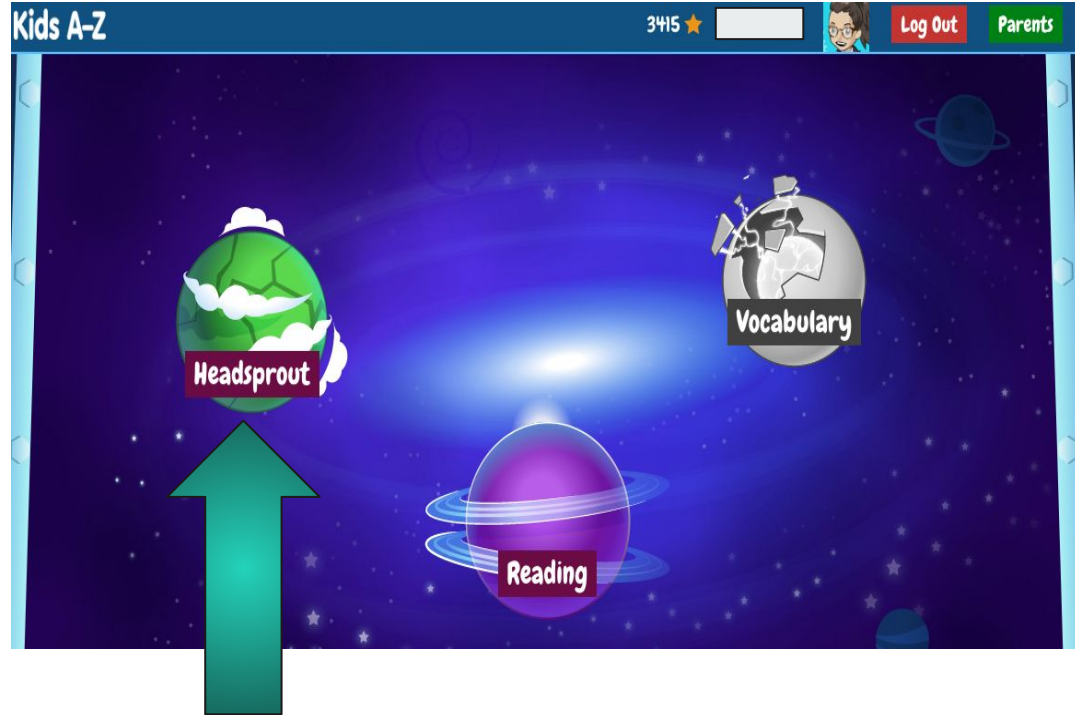 Kids A-Z
3415
Log Out
Parents
Headsprout
Vocabulary
Reading